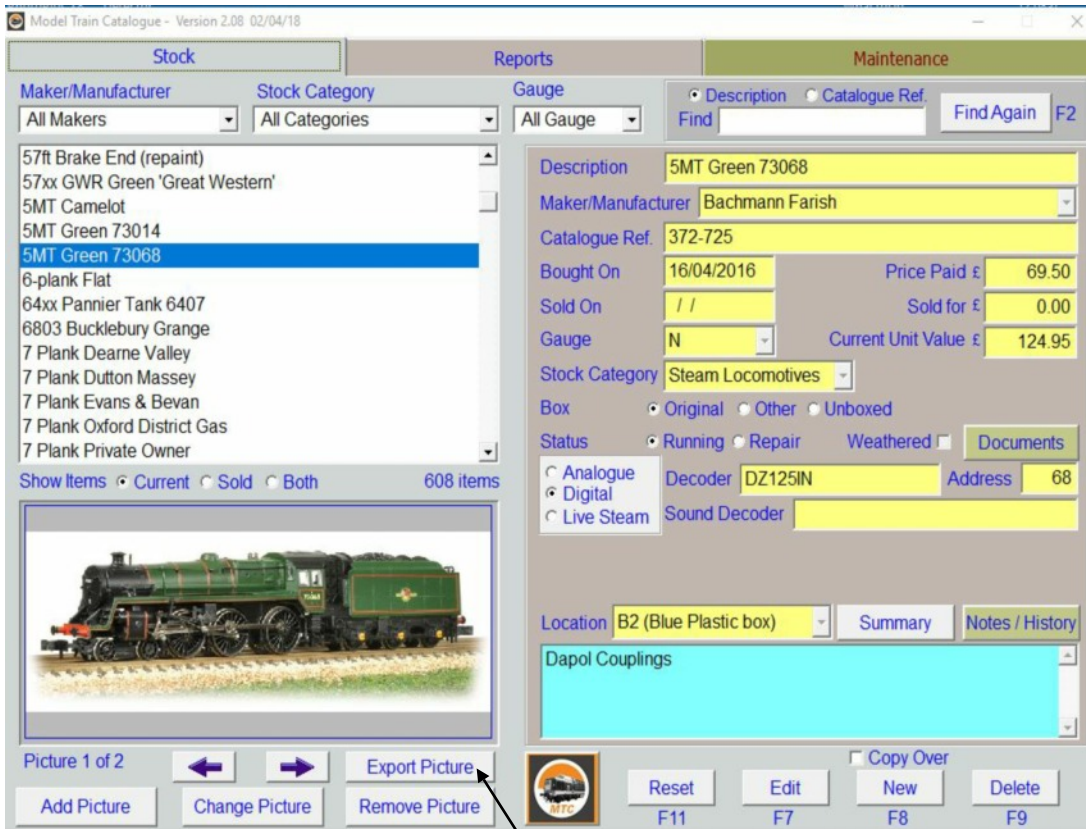 Model Train Catalogue - Version 2.08 02/04/18
Stock
Reports
Maintenance
Maker/Manufacturer
Stock Category
Gauge
All Makers
All Categories
All Gauge
Description
Catalogue Ref.
Find
Find Again
F2
57ft Brake End (repaint)
57xx GWR Green 'Great Western'
5MT Camelot
5MT Green 73014
5MT Green 73068
6-plank Flat
64xx Pannier Tank 6407
6803 Bucklebury Grange
7 Plank Dearne Valley
7 Plank Dutton Massey
7 Plank Evans & Bevan
7 Plank Oxford District Gas
7 Plank Private Owner
Show Items Current Sold Both
608 items
Picture 1 of 2
Export Picture
Add Picture
Change Picture
Remove Picture
Description 5MT Green 73068
Maker/Manufacturer Bachmann Farish
Catalogue Ref. 372-725
Bought On 16/04/2016 Price Paid £ 69.50
Sold On / / Sold for £ 0.00
Gauge N Current Unit Value £ 124.95
Stock Category Steam Locomotives
Box Original Other Unboxed
Status Running Repair Weathered Documents
Analogue
Digital
Live Steam
Decoder DZ125IN Address 68
Sound Decoder
Location B2 (Blue Plastic box) Summary Notes / History
Dapol Couplings
Copy Over
MTC
Reset Edit New Delete
F11 F7 F8 F9